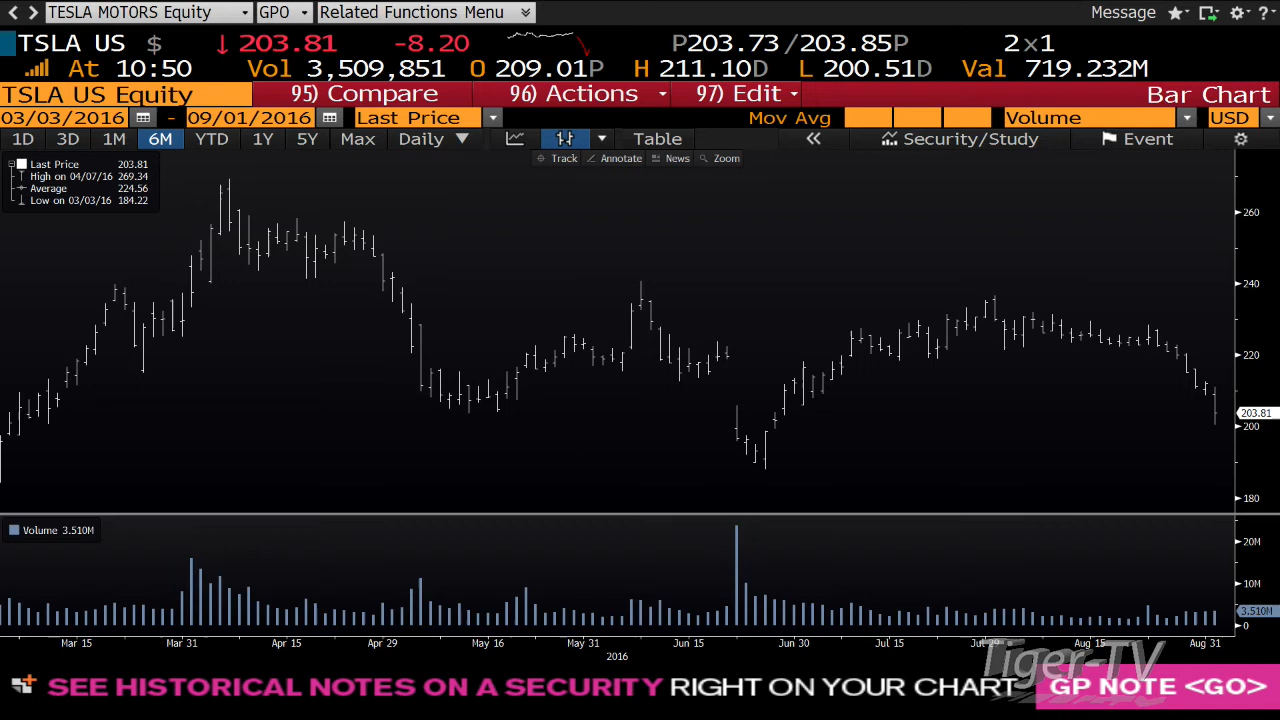 TESLA MOTORS Equity GPO Related Functions Menu Message ?
TSLA US $ ↓ 203.81 -8.20 P203.73 /203.85P 2×1
At 10:50 Vol 3,509,851 O 209.01P H 211.10D L 200.51D Val 719.232M
TSLA US Equity 95) Compare 96) Actions 97) Edit Bar Chart
03/03/2016 - 09/01/2016 Last Price Mov Avg Volume USD
1D 3D 1M 6M YTD 1Y 5Y Max Daily ▼ Table « Security/Study Event
Track Annotate News Zoom
Last Price 203.81
High on 04/07/16 269.34
Average 224.56
Low on 03/03/16 184.22
260
240
220
203.81
200
180
Volume 3.510M
20M
10M
3.510M
0
Mar 15 Mar 31 Apr 15 Apr 29 May 16 May 31 Jun 15 Jun 30 Jul 15 Jul 29 Aug 15 Aug 31
2016
Tiger-TV
SEE HISTORICAL NOTES ON A SECURITY RIGHT ON YOUR CHART GP NOTE <GO>